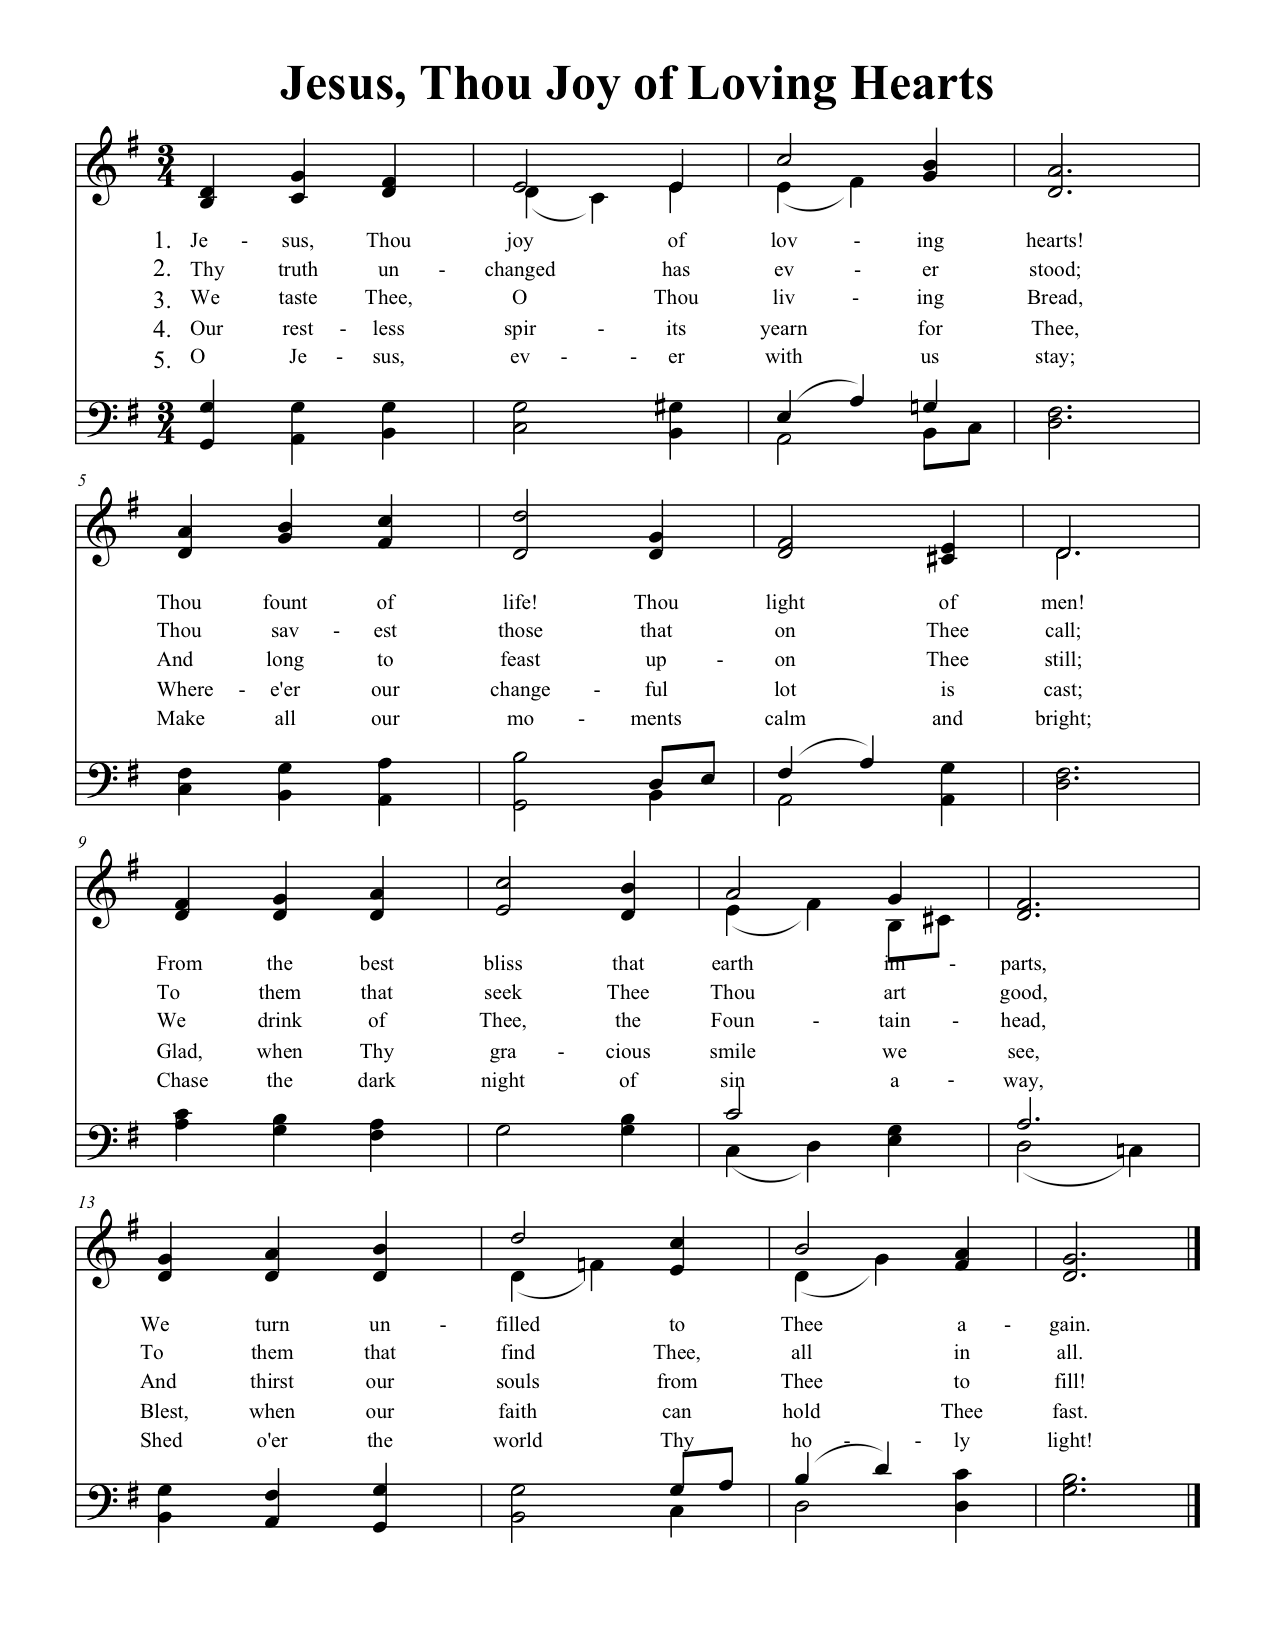 Jesus, Thou Joy of Loving Hearts
3
4
1. Je - sus, Thou joy of lov - ing hearts!
2. Thy truth un - changed has ev - er stood;
3. We taste Thee, O Thou liv - ing Bread,
4. Our rest - less spir - its yearn for Thee,
5. O Je - sus, ev - - er with us stay;
3
4
5
Thou fount of life! Thou light of men!
Thou sav - est those that on Thee call;
And long to feast up - on Thee still;
Where - e'er our change - ful lot is cast;
Make all our mo - ments calm and bright;
9
From the best bliss that earth im - parts,
To them that seek Thee Thou art good,
We drink of Thee, the Foun - tain - head,
Glad, when Thy gra - cious smile we see,
Chase the dark night of sin a - way,
13
We turn un - filled to Thee a - gain.
To them that find Thee, all in all.
And thirst our souls from Thee to fill!
Blest, when our faith can hold Thee fast.
Shed o'er the world Thy ho - - ly light!